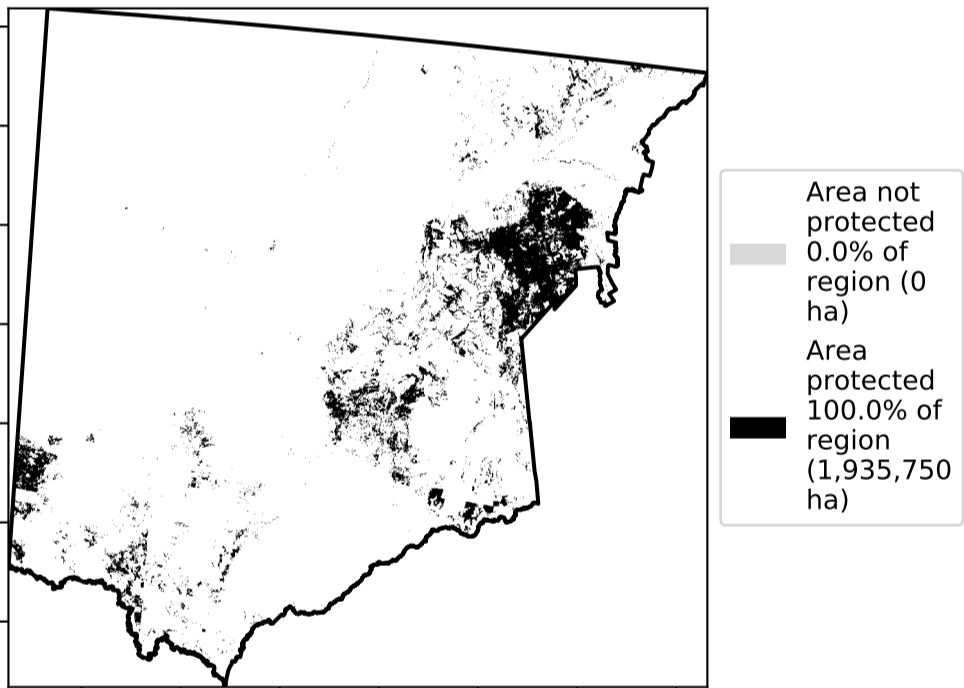 Area not
protected
0.0% of
region (0
ha)
Area
protected
100.0% of
region
(1,935,750
ha)